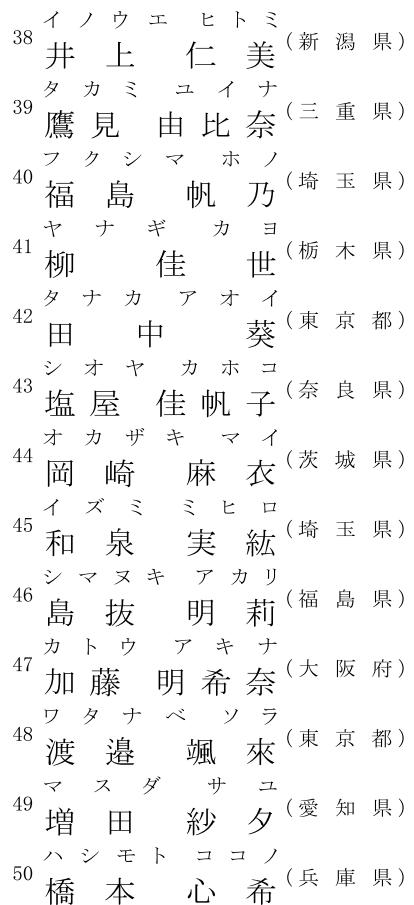 イノウエ ヒトミ
38 井上 仁美 (新潟県)
タカミ ユイナ
39 鷹見 由比奈 (三重県)
フクシマ ホノ
40 福島 帆乃 (埼玉県)
ヤナギ カヨ
41 柳 佳世 (栃木県)
タナカ アオイ
42 田中 葵 (東京都)
シオヤ カホコ
43 塩屋 佳帆子 (奈良県)
オカザキ マイ
44 岡崎 麻衣 (茨城県)
イズミ ミヒロ
45 和泉 実紘 (埼玉県)
シマヌキ アカリ
46 島抜 明莉 (福島県)
カトウ アキナ
47 加藤 明希奈 (大阪府)
ワタナベ ソラ
48 渡邉 颯來 (東京都)
マスダ サユ
49 増田 紗夕 (愛知県)
ハシモト ココノ
50 橋本 心希 (兵庫県)